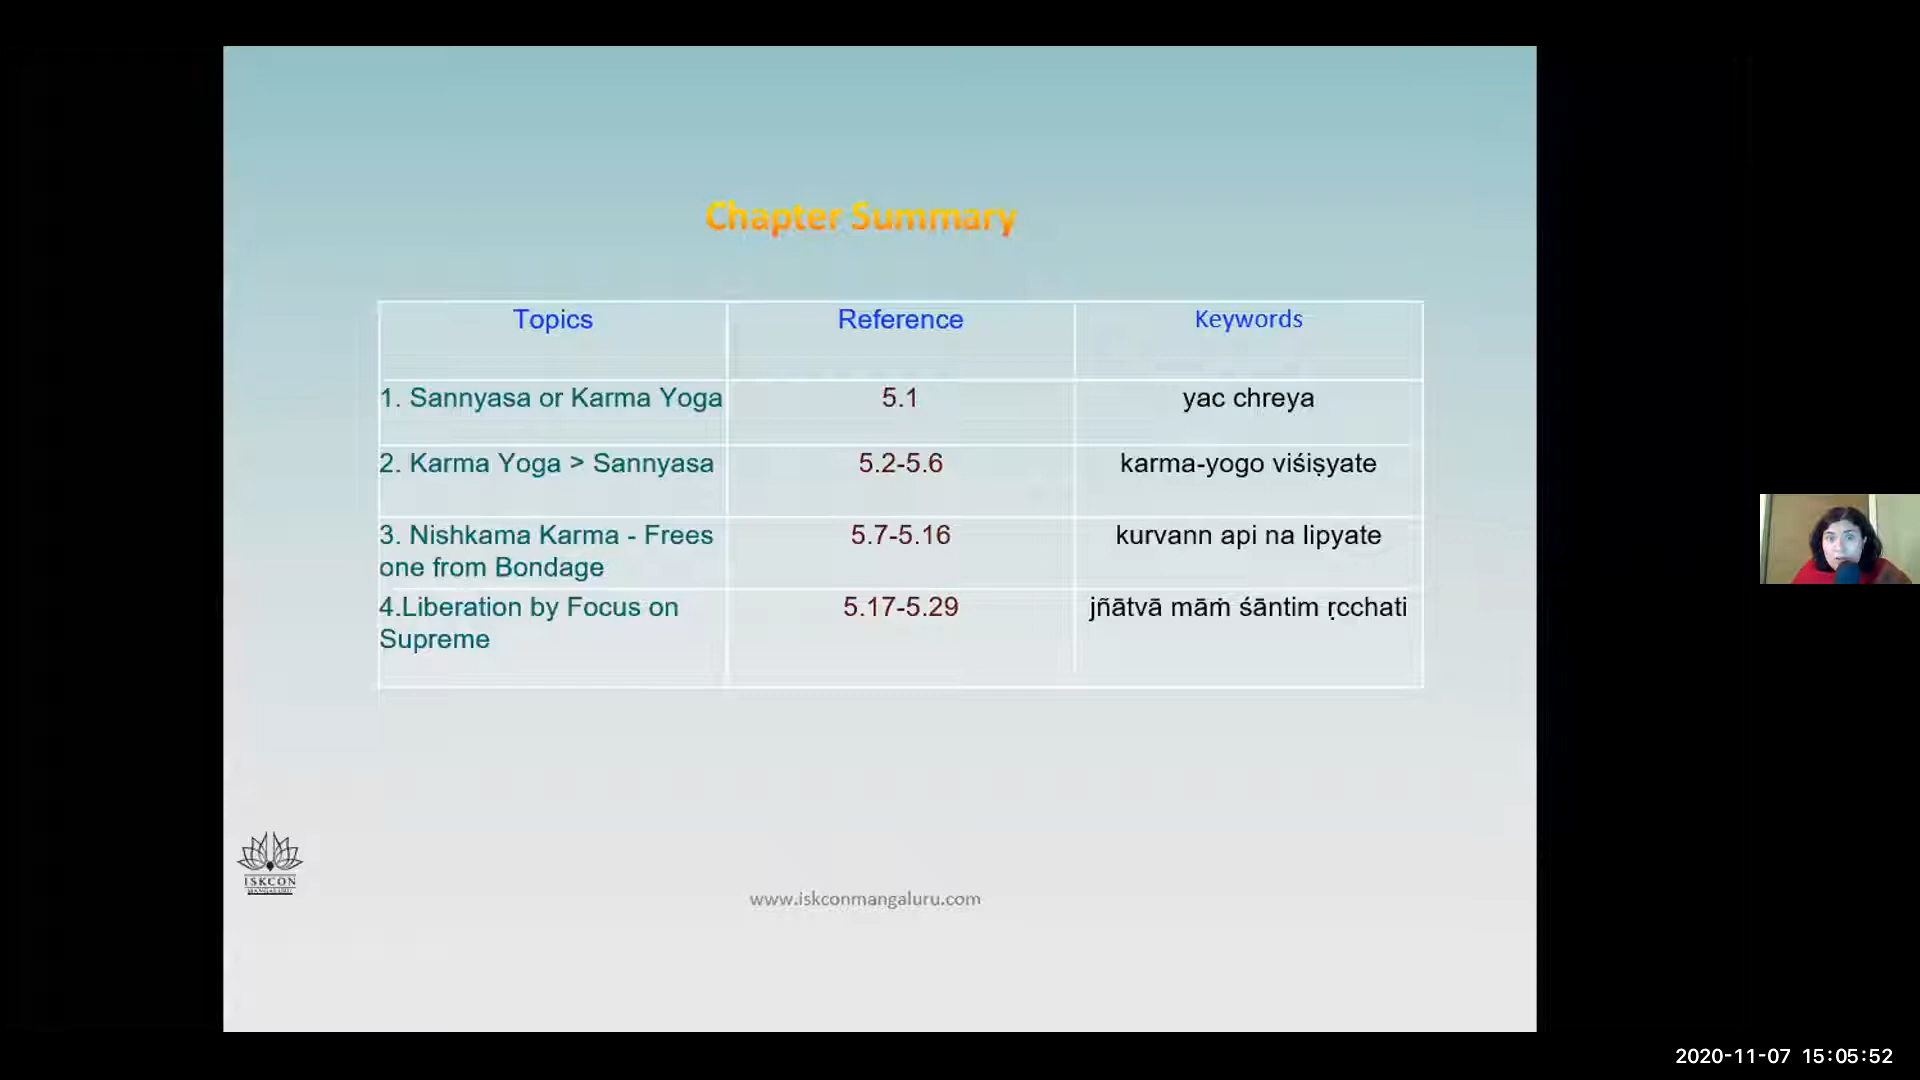 Chapter Summary
Topics
Reference
Keywords
1. Sannyasa or Karma Yoga
5.1
yac chreya
2. Karma Yoga > Sannyasa
5.2-5.6
karma-yogo viśiṣyate
3. Nishkama Karma - Frees
one from Bondage
5.7-5.16
kurvann api na lipyate
4.Liberation by Focus on
Supreme
5.17-5.29
jñātvā māṁ śāntim ṛcchati
ISKCON
MANGALURU
www.iskconmangaluru.com
2020-11-07 15:05:52